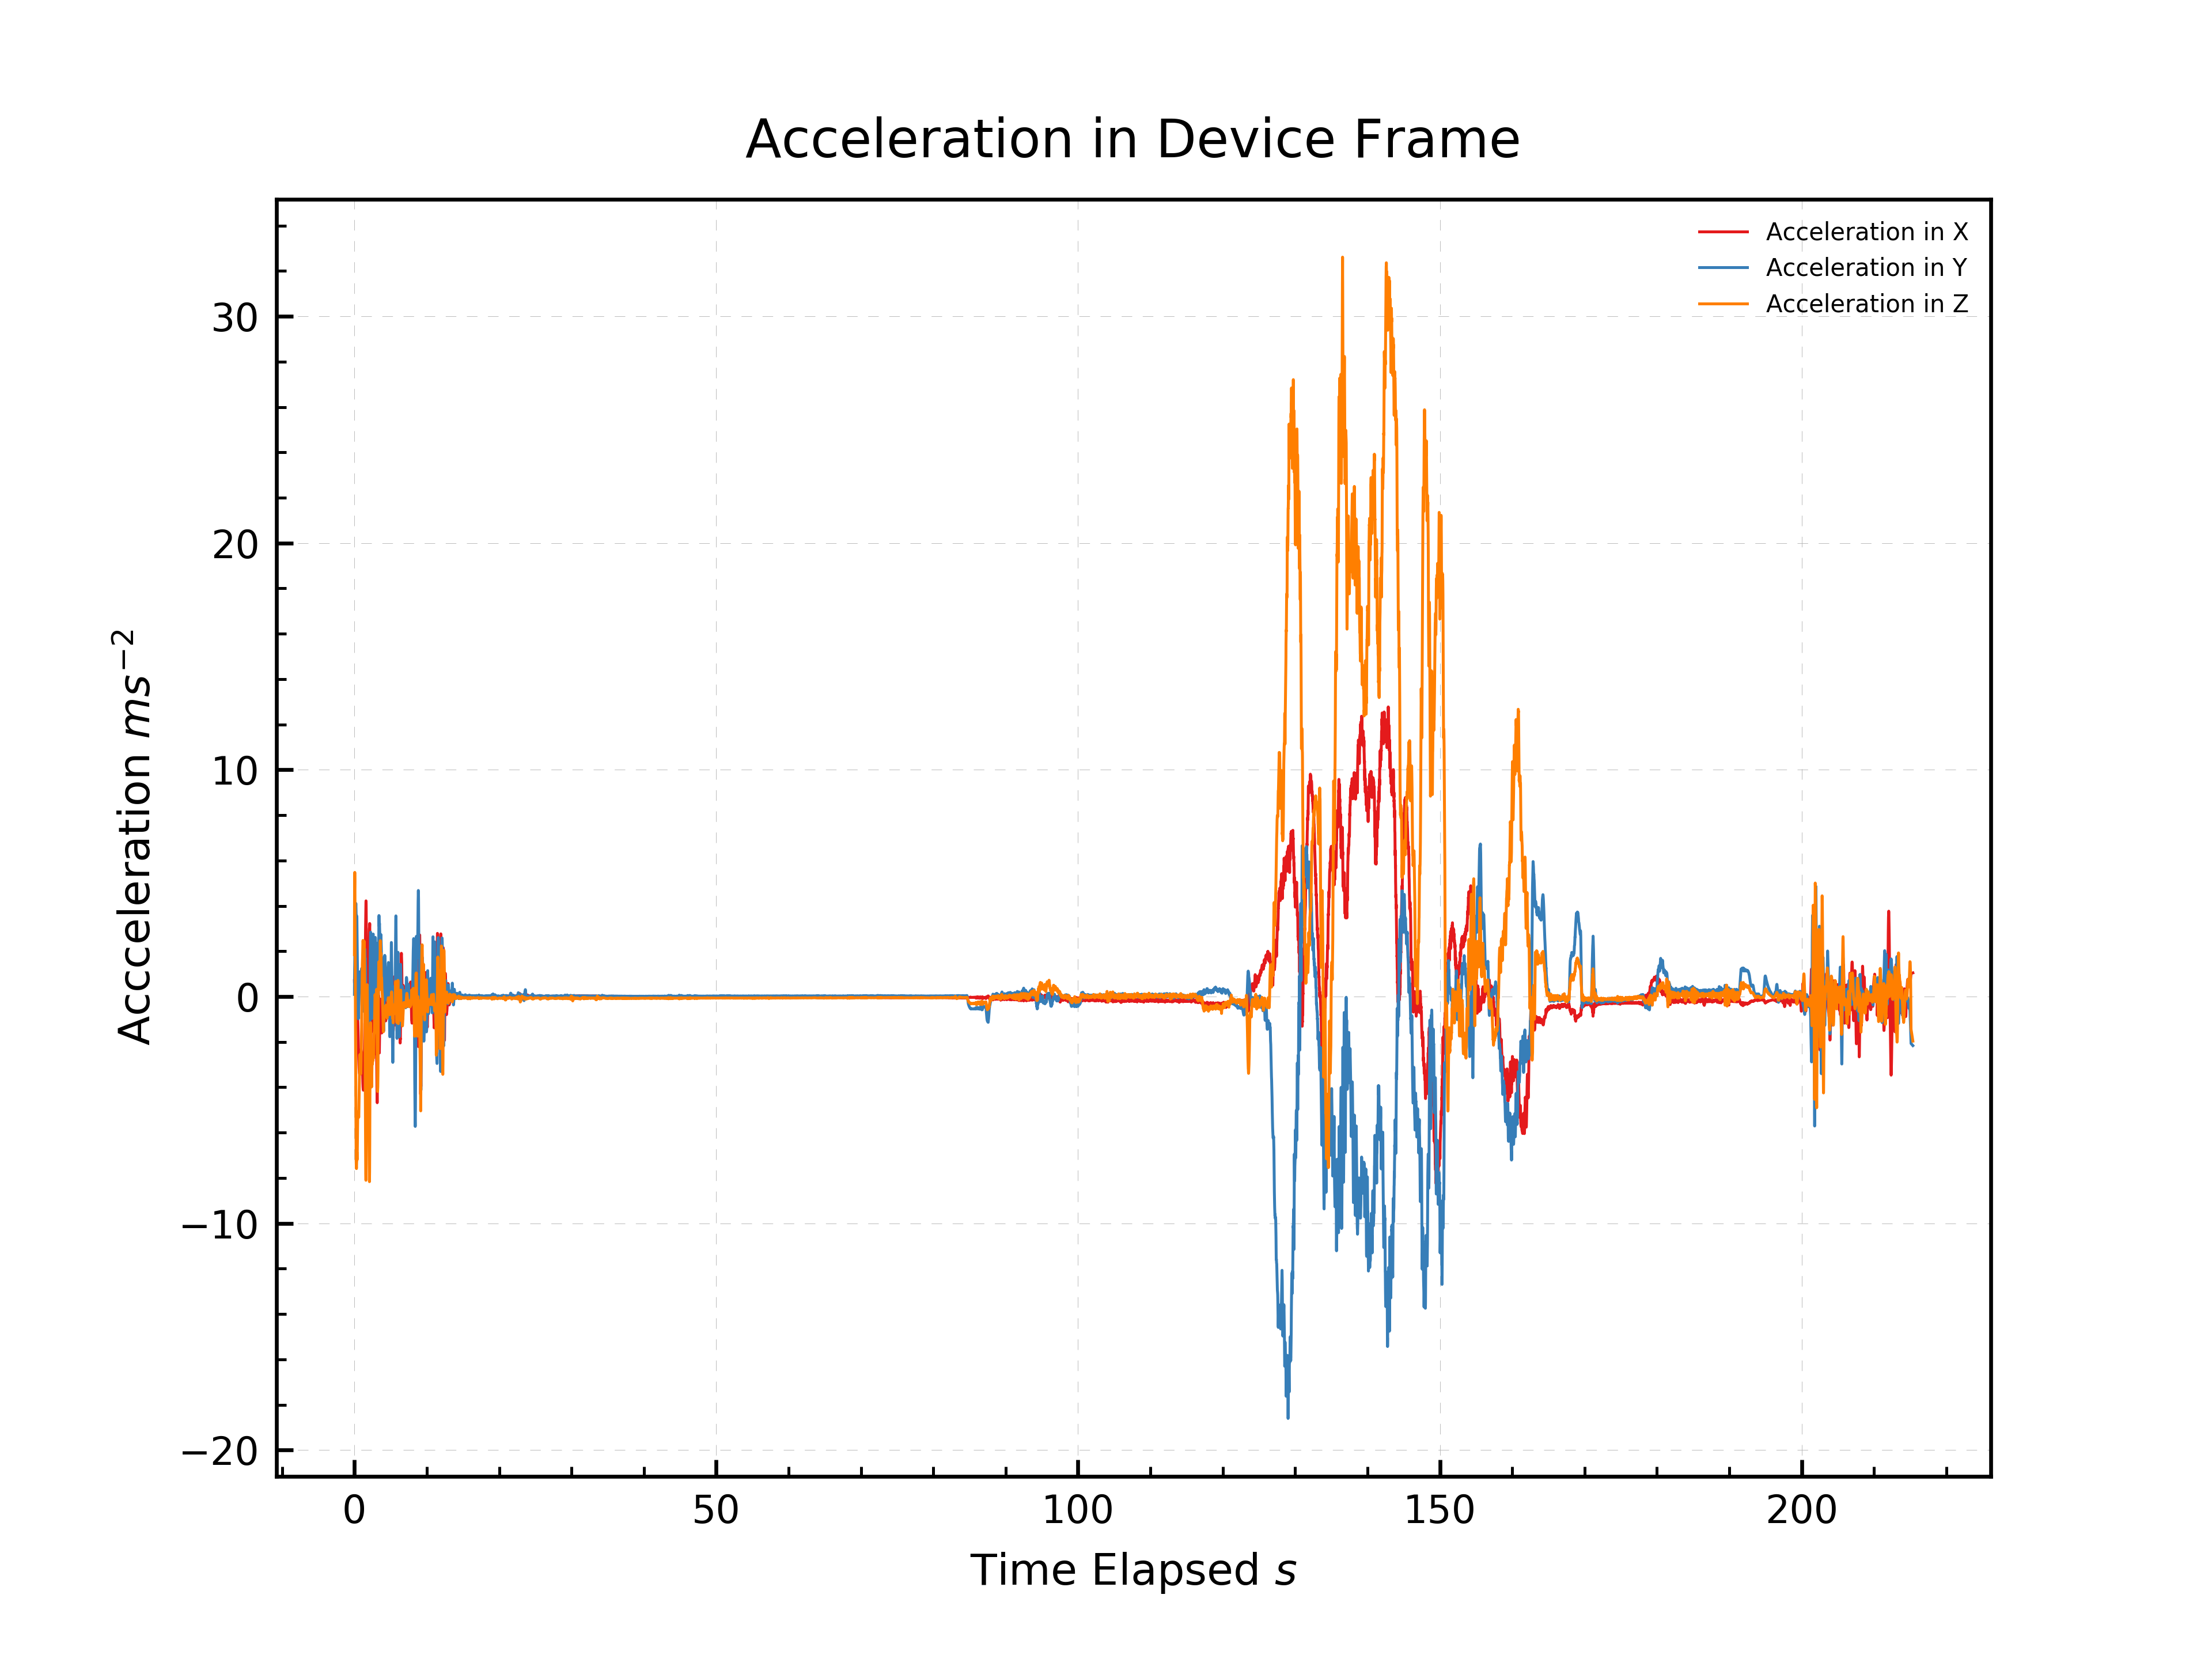 Acceleration in Device Frame
Acceleration in X
Acceleration in Y
Acceleration in Z
Acceleration ms⁻²
30
20
10
0
−10
−20
0 50 100 150 200
Time Elapsed s